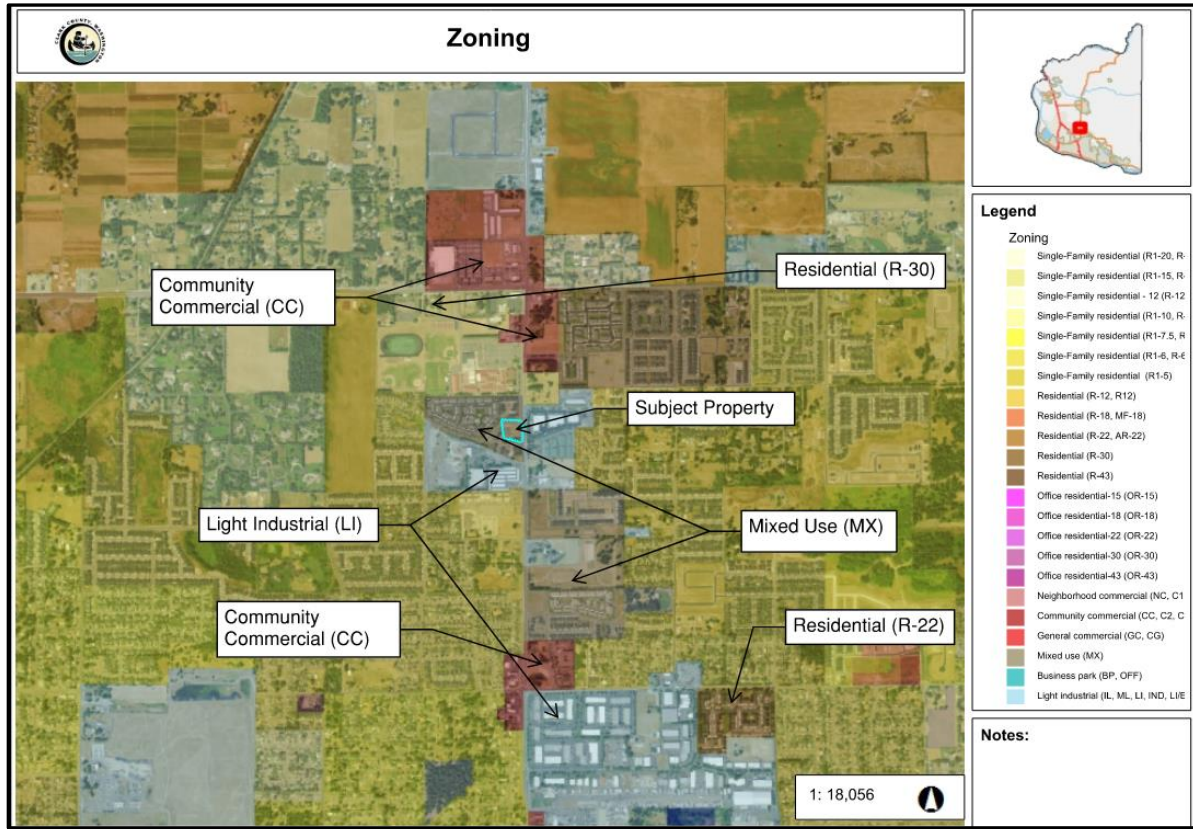 CLARK COUNTY, WASHINGTON
Zoning
Community
Commercial (CC)
Residential (R-30)
Subject Property
Light Industrial (LI)
Mixed Use (MX)
Community
Commercial (CC)
Residential (R-22)
1: 18,056
Legend
Zoning
Single-Family residential (R1-20, R-
Single-Family residential (R1-15, R-
Single-Family residential - 12 (R-12
Single-Family residential (R1-10, R-
Single-Family residential (R1-7.5, R
Single-Family residential (R1-6, R-6
Single-Family residential (R1-5)
Residential (R-12, R12)
Residential (R-18, MF-18)
Residential (R-22, AR-22)
Residential (R-30)
Residential (R-43)
Office residential-15 (OR-15)
Office residential-18 (OR-18)
Office residential-22 (OR-22)
Office residential-30 (OR-30)
Office residential-43 (OR-43)
Neighborhood commercial (NC, C1
Community commercial (CC, C2, C
General commercial (GC, CG)
Mixed use (MX)
Business park (BP, OFF)
Light industrial (IL, ML, LI, IND, LI/E
Notes: